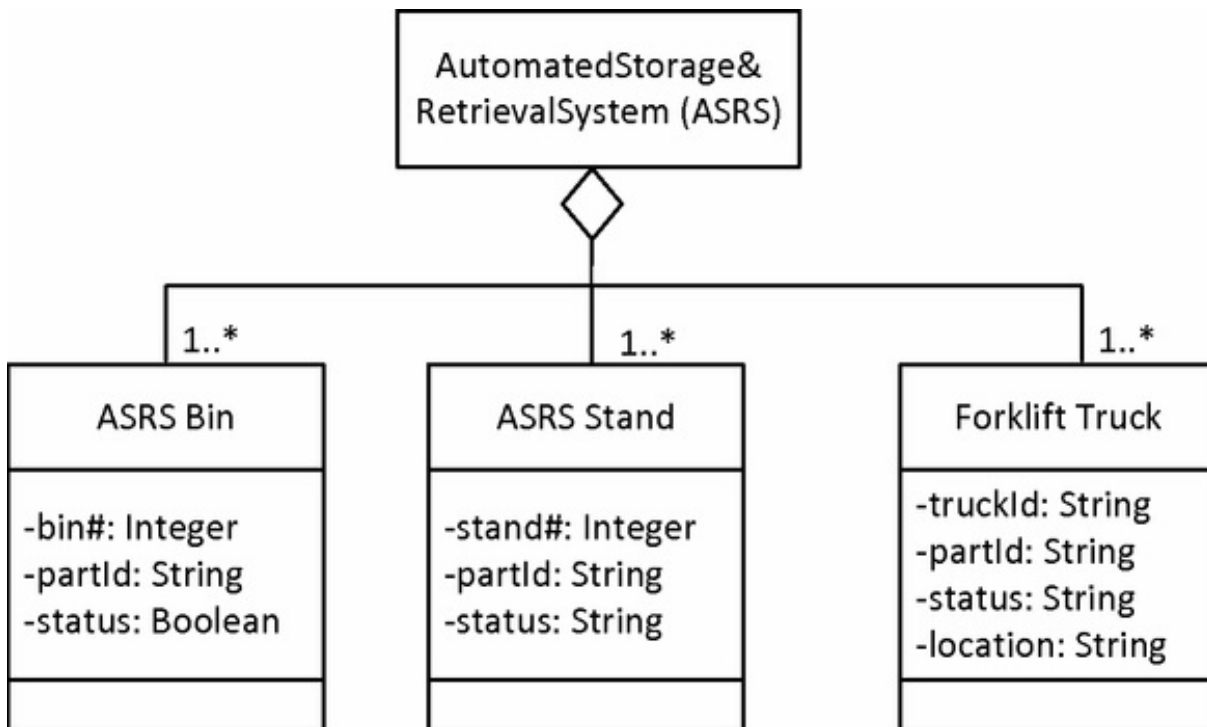 AutomatedStorage&
RetrievalSystem (ASRS)
1..*
1..*
1..*
ASRS Bin
-bin#: Integer
-partId: String
-status: Boolean
ASRS Stand
-stand#: Integer
-partId: String
-status: String
Forklift Truck
-truckId: String
-partId: String
-status: String
-location: String